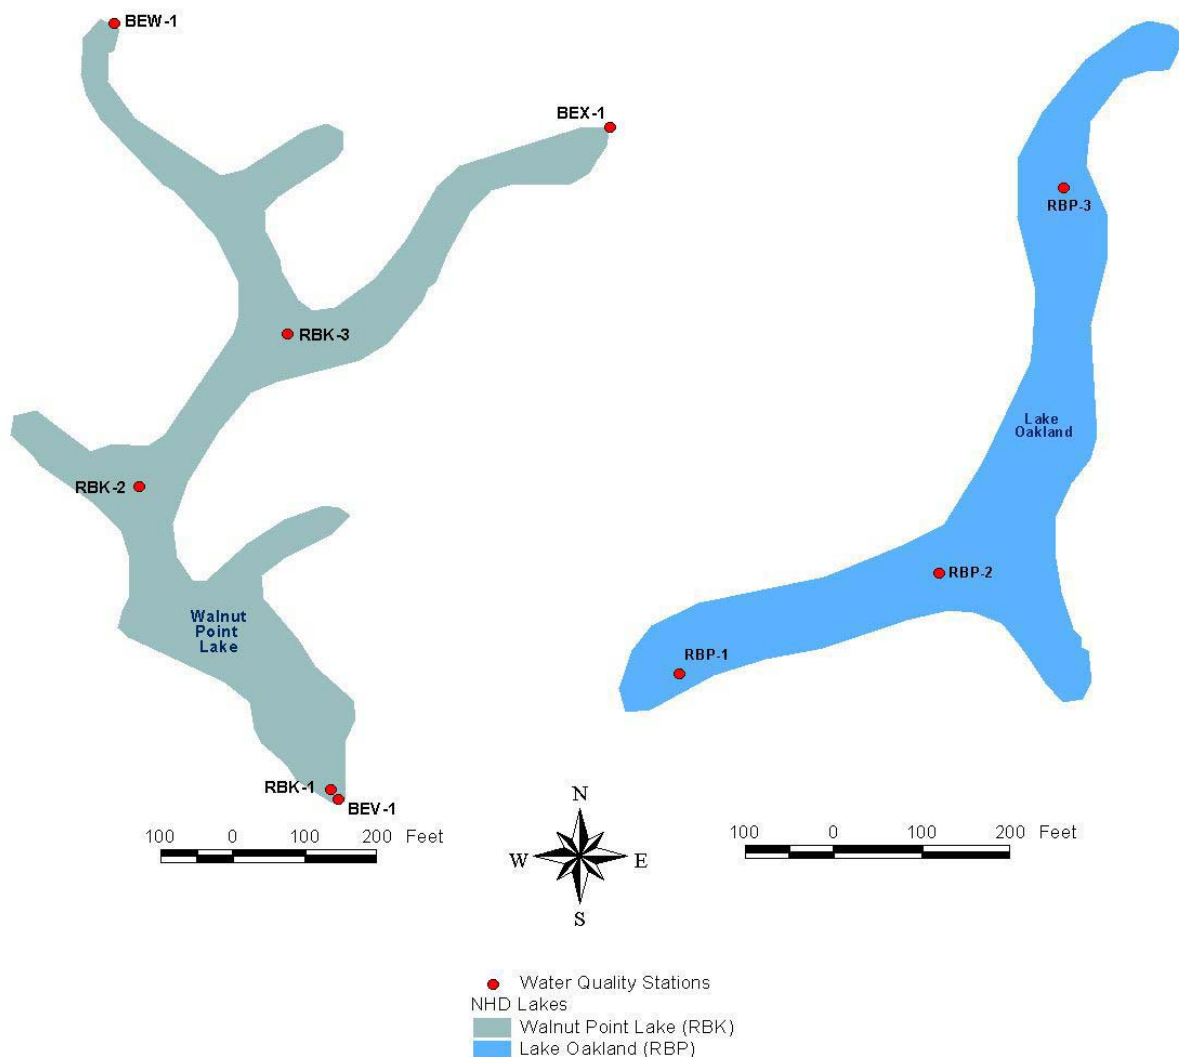 BEW-1
BEX-1
RBP-3
RBK-3
Lake
Oakland
RBK-2
RBP-2
Walnut
Point
Lake
RBP-1
RBK-1
BEV-1
N
W E
S
100 0 100 200 Feet
100 0 100 200 Feet
Water Quality Stations
NHD Lakes
Walnut Point Lake (RBK)
Lake Oakland (RBP)